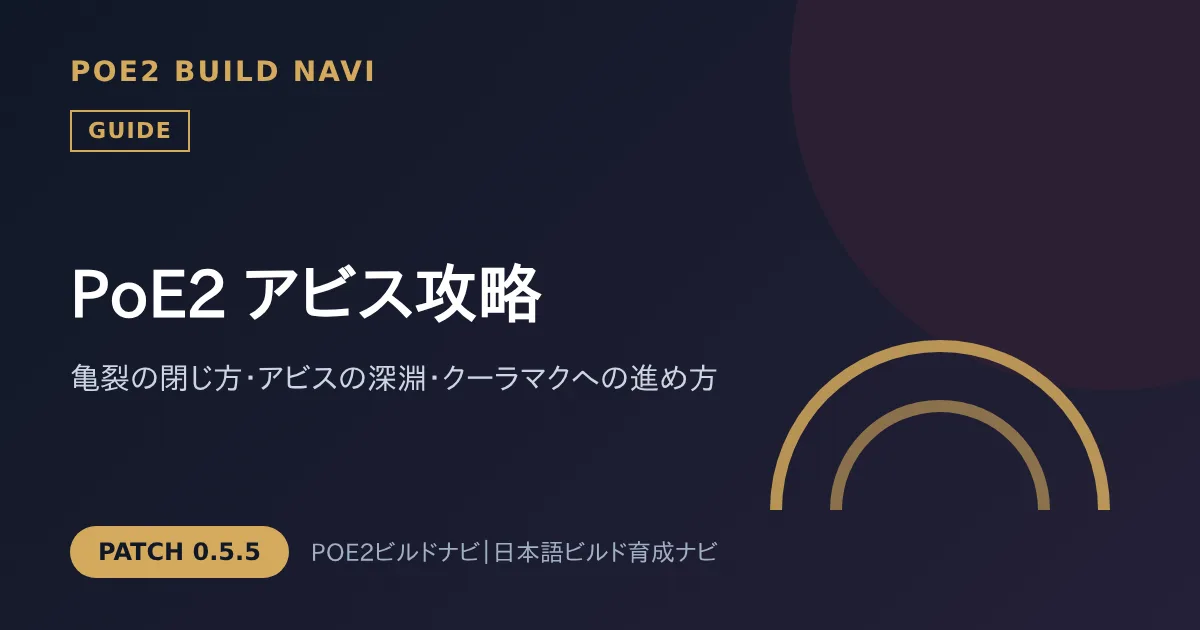 POE2 BUILD NAVI
GUIDE
PoE2 アビス攻略
亀裂の閉じ方・アビスの深淵・クーラマクへの進め方
PATCH 0.5.5
POE2ビルドナビ|日本語ビルド育成ナビ